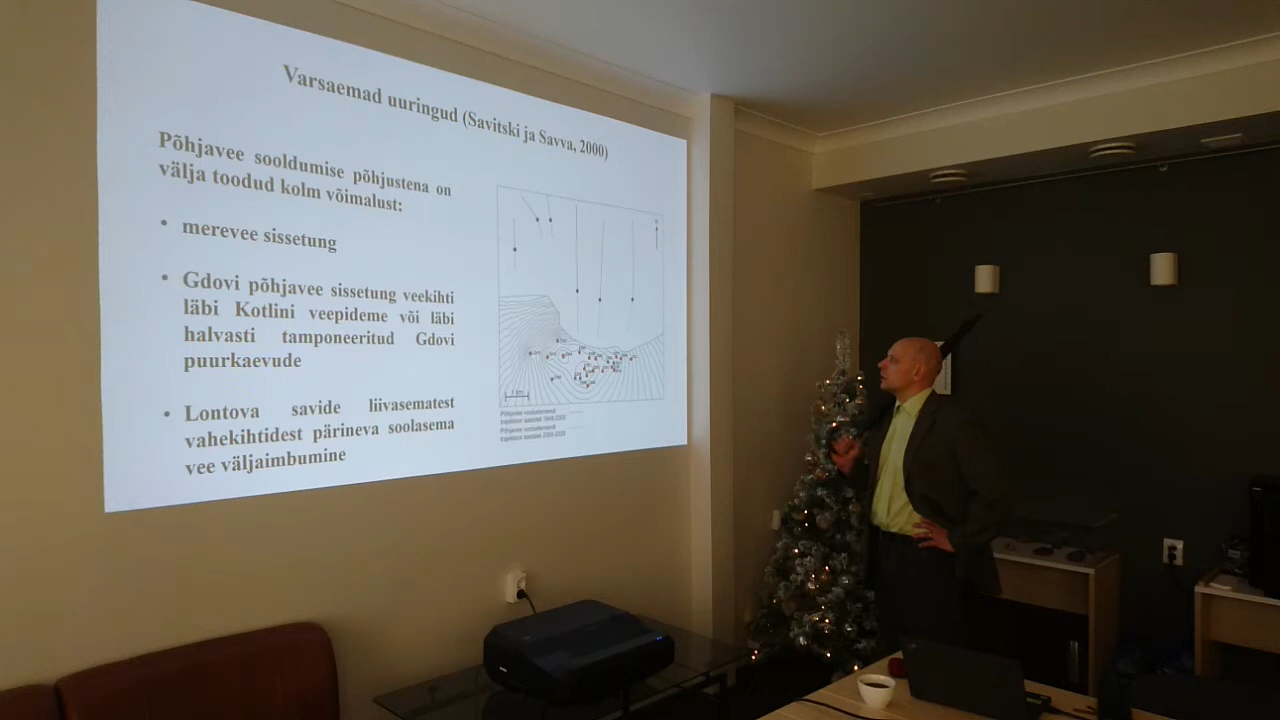 Varsaemad uuringud (Savitski ja Savva, 2000)
Põhjavee sooldumise põhjustena on
välja toodud kolm võimalust:
• merevee sissetung
• Gdovi põhjavee sissetung veekihti
läbi Kotlini veepideme või läbi
halvasti tamponeeritud Gdovi
puurkaevude
• Lontova savide liivasematest
vahekihtidest pärineva soolasema
vee väljaimbumine